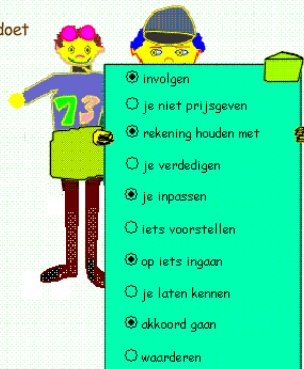 doet
involgen
je niet prijsgeven
rekening houden met
je verdedigen
je inpassen
iets voorstellen
op iets ingaan
je laten kennen
akkoord gaan
waarderen
73